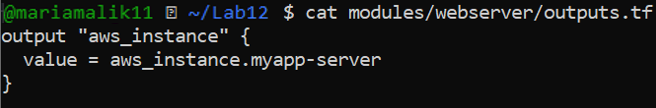 @mariamalik11 ~/Lab12 $ cat modules/webserver/outputs.tf
output "aws_instance" {
  value = aws_instance.myapp-server
}